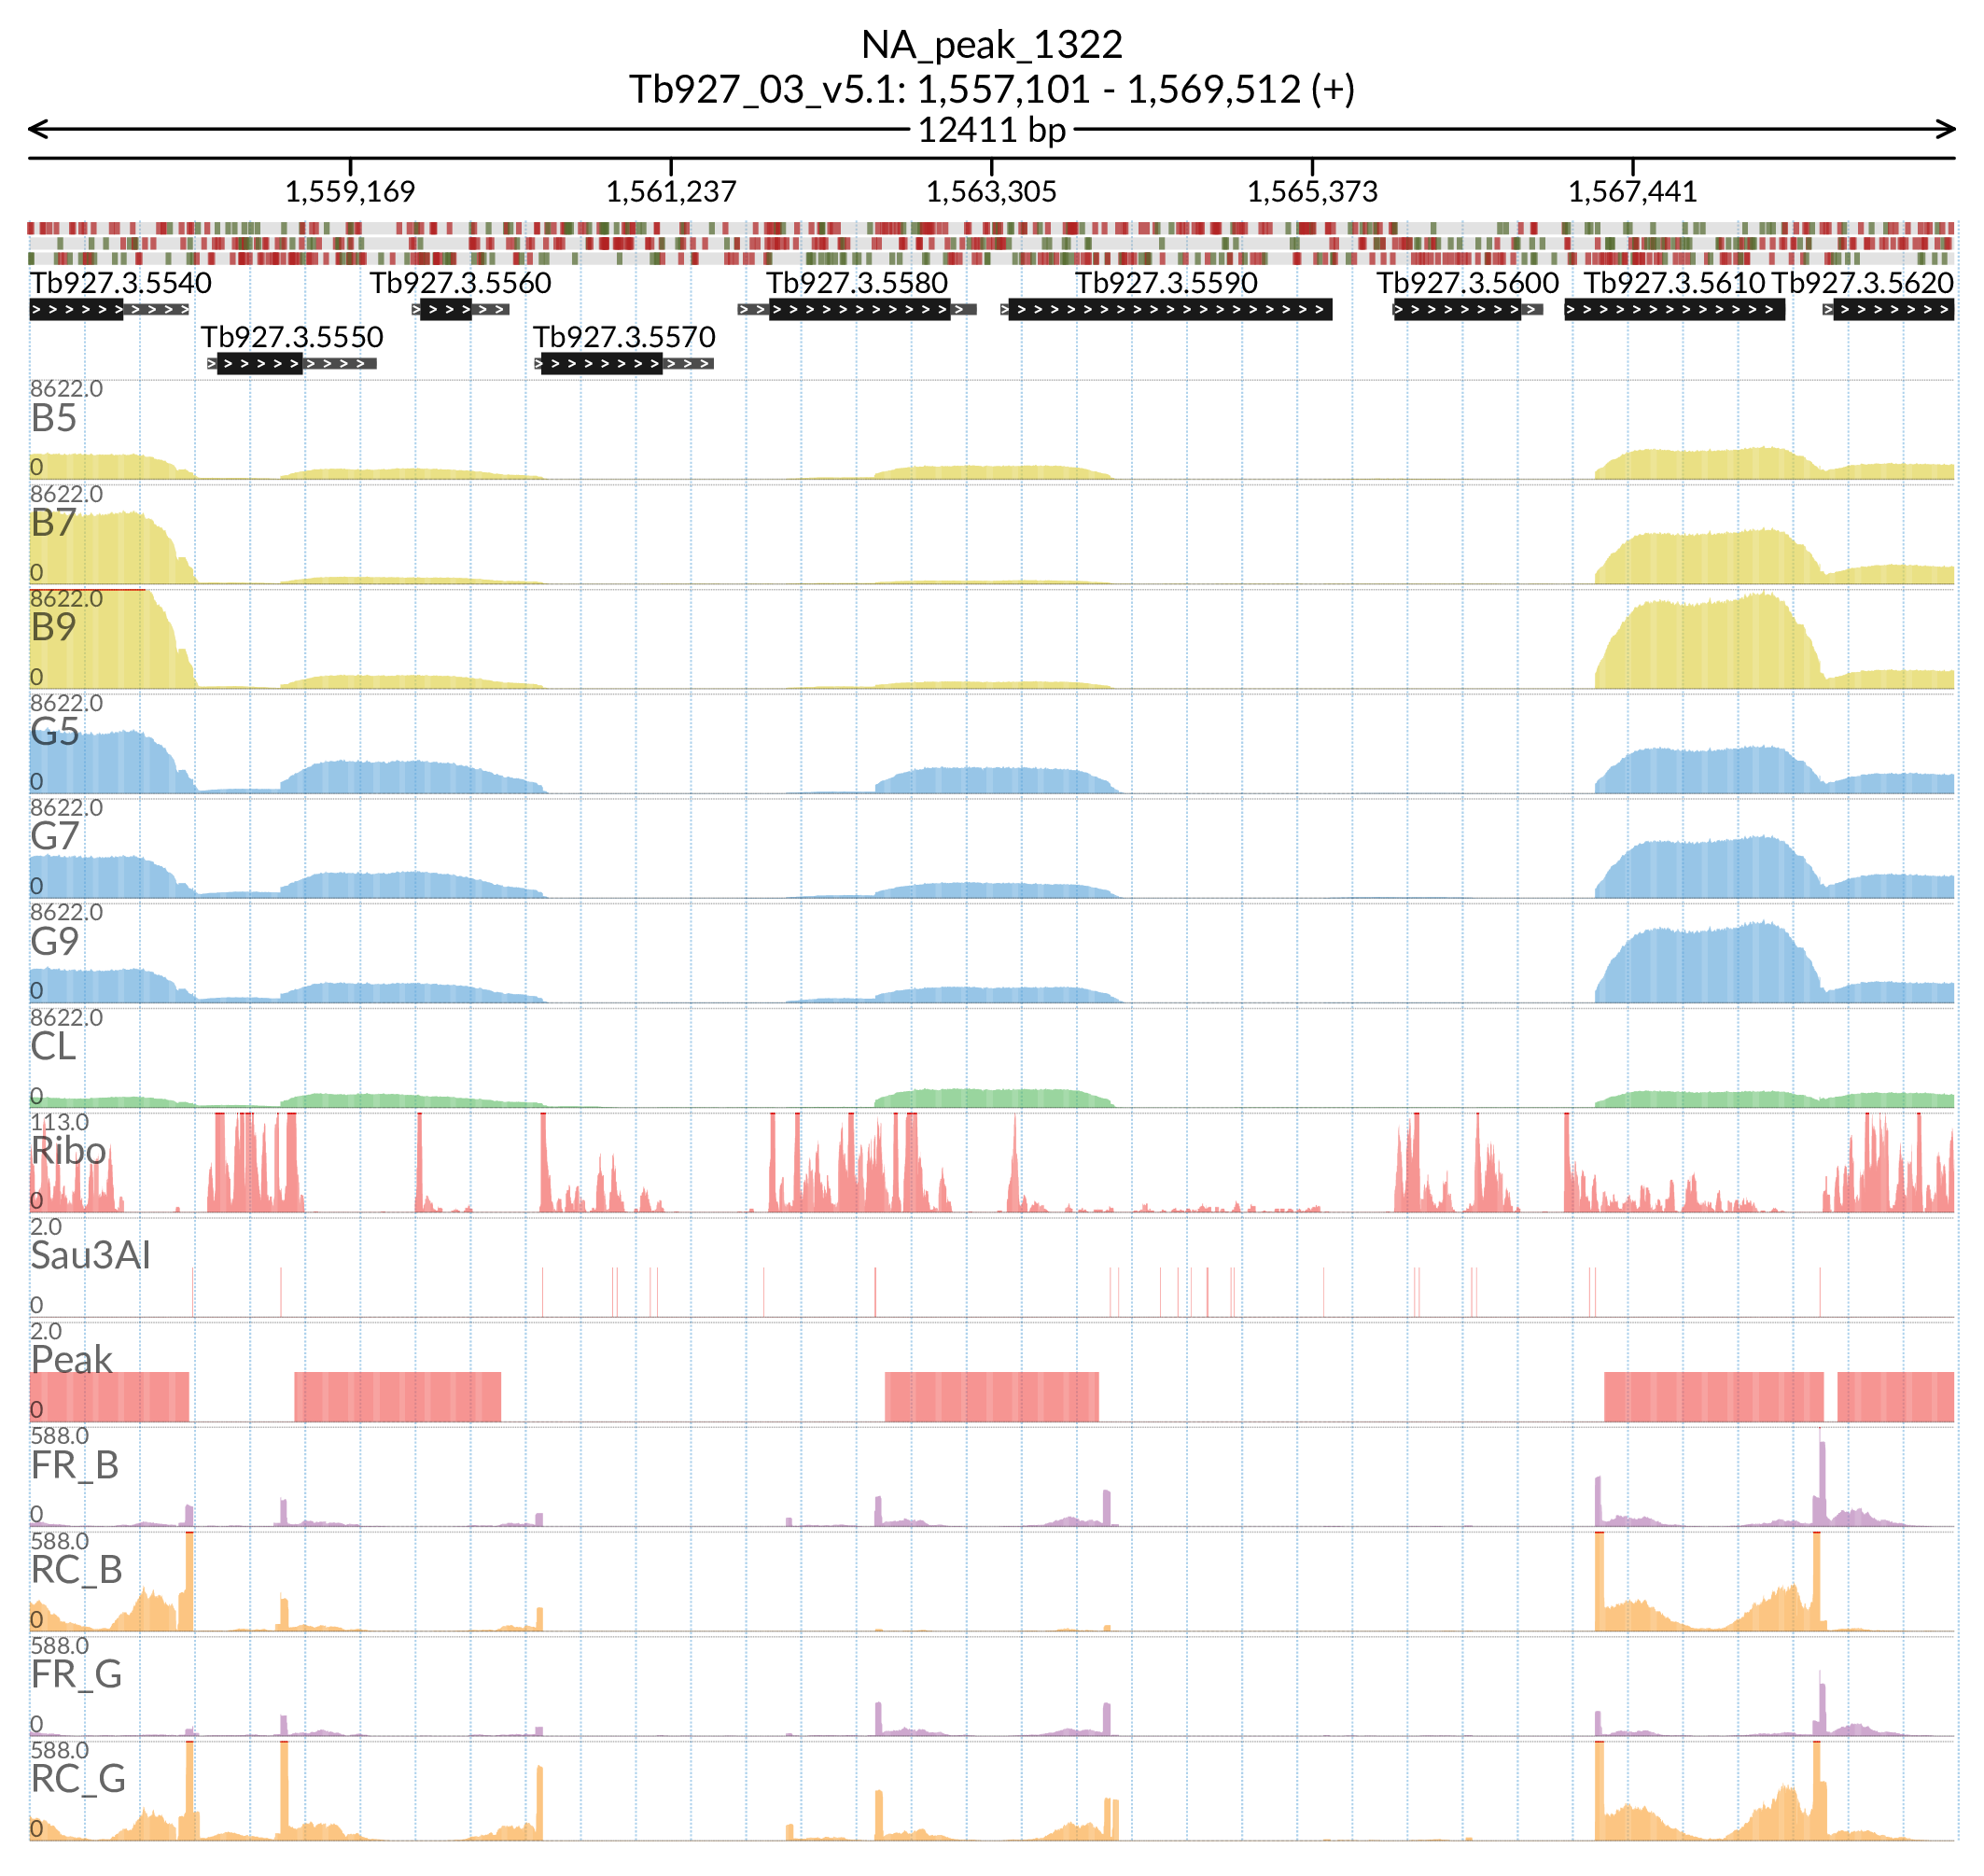 NA_peak_1322
Tb927_03_v5.1: 1,557,101 - 1,569,512 (+)
12411 bp
1,559,169 1,561,237 1,563,305 1,565,373 1,567,441
Tb927.3.5540 Tb927.3.5560 Tb927.3.5580 Tb927.3.5590 Tb927.3.5600 Tb927.3.5610 Tb927.3.5620
Tb927.3.5550 Tb927.3.5570
8622.0
B5
0
8622.0
B7
0
8622.0
B9
0
8622.0
G5
0
8622.0
G7
0
8622.0
G9
0
8622.0
CL
0
113.0
Ribo
0
2.0
Sau3AI
0
2.0
Peak
0
588.0
FR_B
0
588.0
RC_B
0
588.0
FR_G
0
588.0
RC_G
0